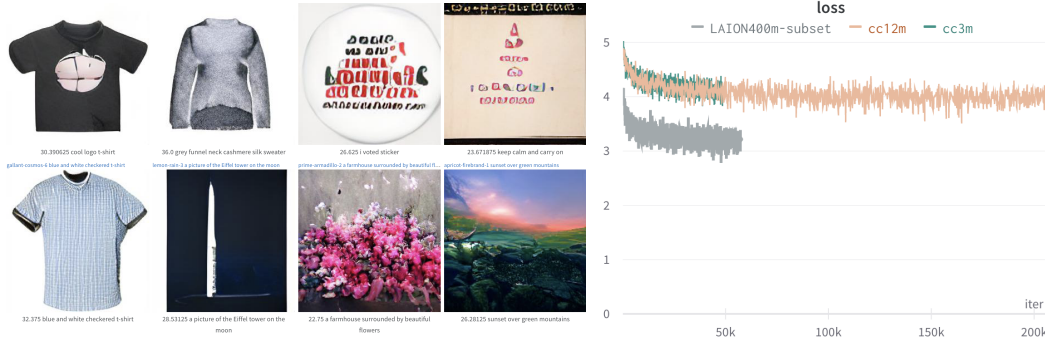 30.390625 cool logo t-shirt
36.0 grey funnel neck cashmere silk sweater
26.625 i voted sticker
23.671875 keep calm and carry on
gallant-cosmos-6 blue and white checkered t-shirt
lemon-rain-3 a picture of the Eiffel tower on the moon
prime-armadillo-2 a farmhouse surrounded by beautiful fl...
apricot-firebrand-1 sunset over green mountains
32.375 blue and white checkered t-shirt
28.53125 a picture of the Eiffel tower on the
moon
22.75 a farmhouse surrounded by beautiful
flowers
26.28125 sunset over green mountains
loss
LAION400m-subset
cc12m
cc3m
5
4
3
2
1
0
iter
50k
100k
150k
200k